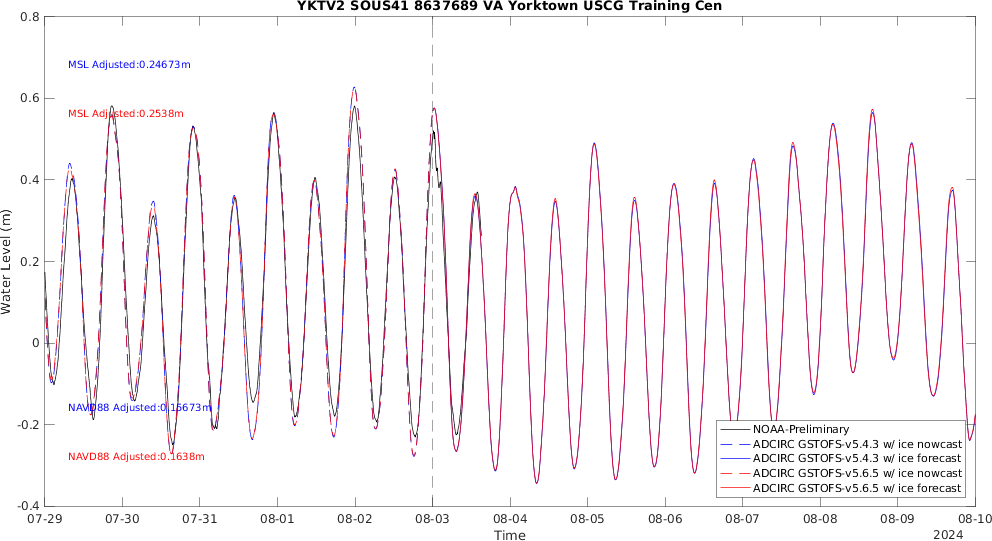 YKTV2 SOUS41 8637689 VA Yorktown USCG Training Cen
0.8
0.6
0.4
0.2
0
-0.2
-0.4
Water Level (m)
MSL Adjusted:0.24673m
MSL Adjusted:0.2538m
NAVD88 Adjusted:0.15673m
NAVD88 Adjusted:0.1638m
NOAA-Preliminary
ADCIRC GSTOFS-v5.4.3 w/ ice nowcast
ADCIRC GSTOFS-v5.4.3 w/ ice forecast
ADCIRC GSTOFS-v5.6.5 w/ ice nowcast
ADCIRC GSTOFS-v5.6.5 w/ ice forecast
07-29 07-30 07-31 08-01 08-02 08-03 08-04 08-05 08-06 08-07 08-08 08-09 08-10
Time
2024